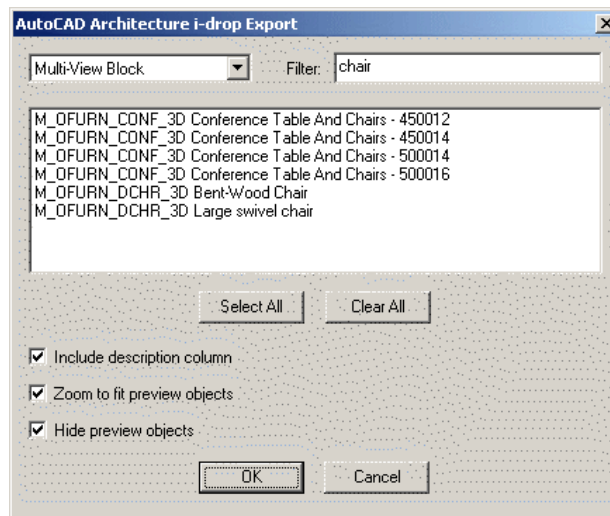 AutoCAD Architecture i-drop Export
Multi-View Block Filter: chair
M_OFURN_CONF_3D Conference Table And Chairs - 450012
M_OFURN_CONF_3D Conference Table And Chairs - 450014
M_OFURN_CONF_3D Conference Table And Chairs - 500014
M_OFURN_CONF_3D Conference Table And Chairs - 500016
M_OFURN_DCHR_3D Bent-Wood Chair
M_OFURN_DCHR_3D Large swivel chair
Select All Clear All
Include description column
Zoom to fit preview objects
Hide preview objects
OK Cancel